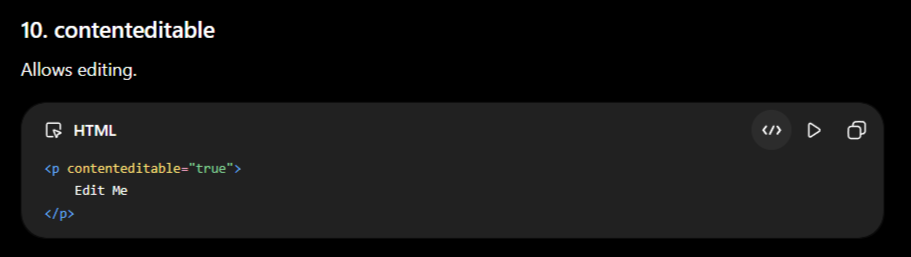 10. contenteditable
Allows editing.
HTML
<p contenteditable="true">
    Edit Me
</p>